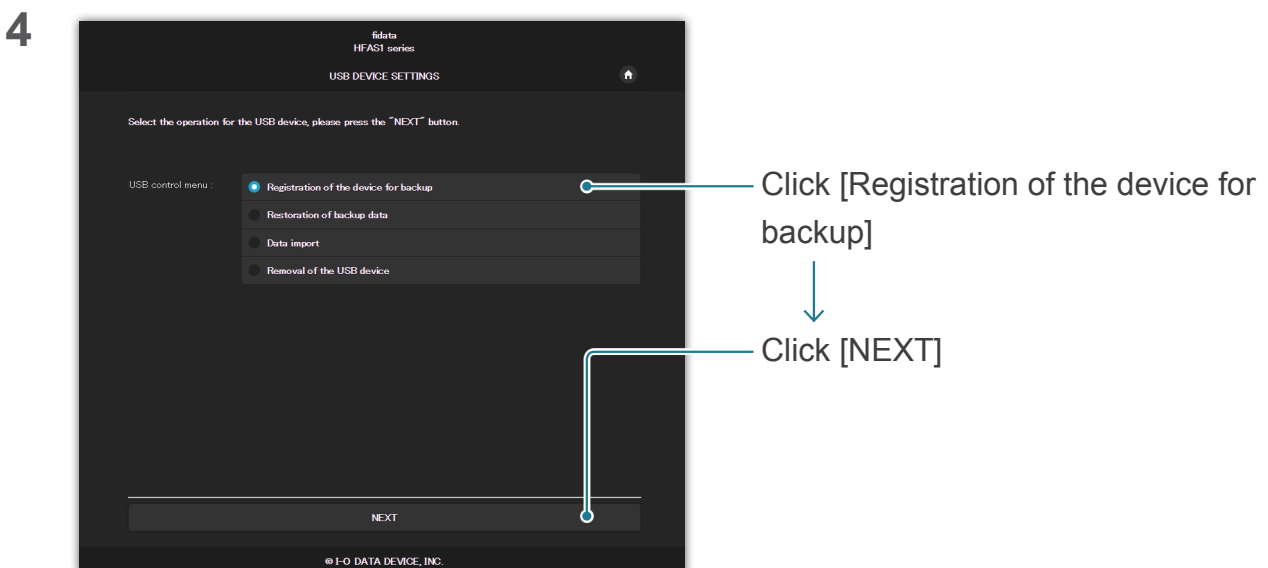 4
fidata
HFAS1 series
USB DEVICE SETTINGS
Select the operation for the USB device, please press the "NEXT" button.
USB control menu :
Registration of the device for backup
Restoration of backup data
Data import
Removal of the USB device
NEXT
© I-O DATA DEVICE, INC.
Click [Registration of the device for
backup]
Click [NEXT]